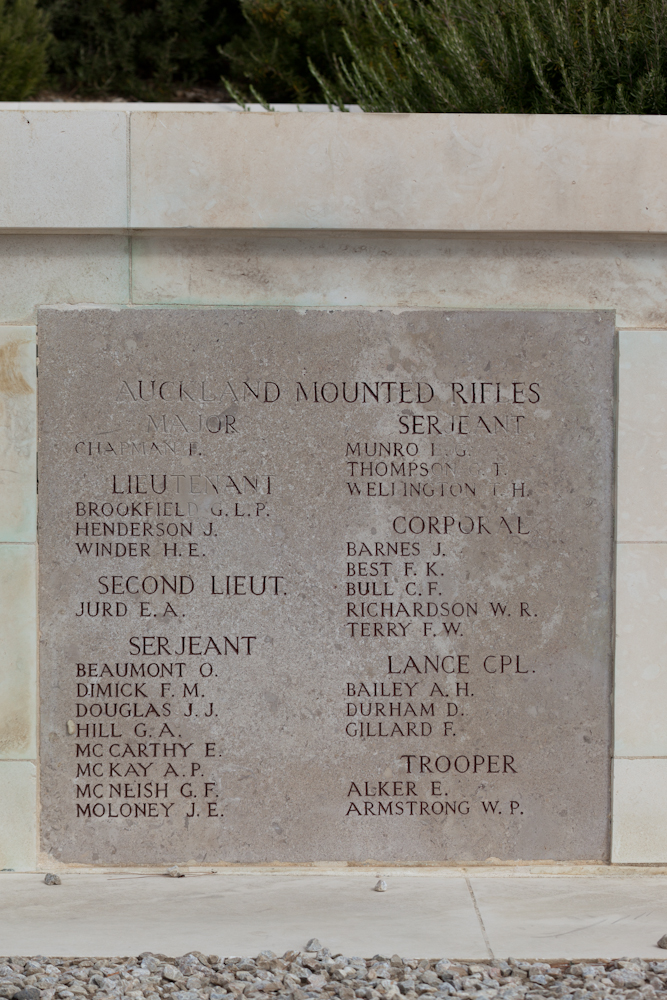 AUCKLAND MOUNTED RIFLES
MAJOR
CHAPMAN F.
LIEUTENANT
BROOKFIELD G.L.P.
HENDERSON J.
WINDER H.E.
SECOND LIEUT.
JURD E.A.
SERJEANT
BEAUMONT O.
DIMICK F. M.
DOUGLAS J. J.
HILL G. A.
MCCARTHY E.
MCKAY A. P.
MCNEISH G. F.
MOLONEY J. E.
SERJEANT
MUNRO G.
THOMPSON T.
WELLINGTON H.
CORPORAL
BARNES J.
BEST F. K.
BULL C. F.
RICHARDSON W. R.
TERRY F. W.
LANCE CPL.
BAILEY A. H.
DURHAM D.
GILLARD F.
TROOPER
ALKER E.
ARMSTRONG W. P.